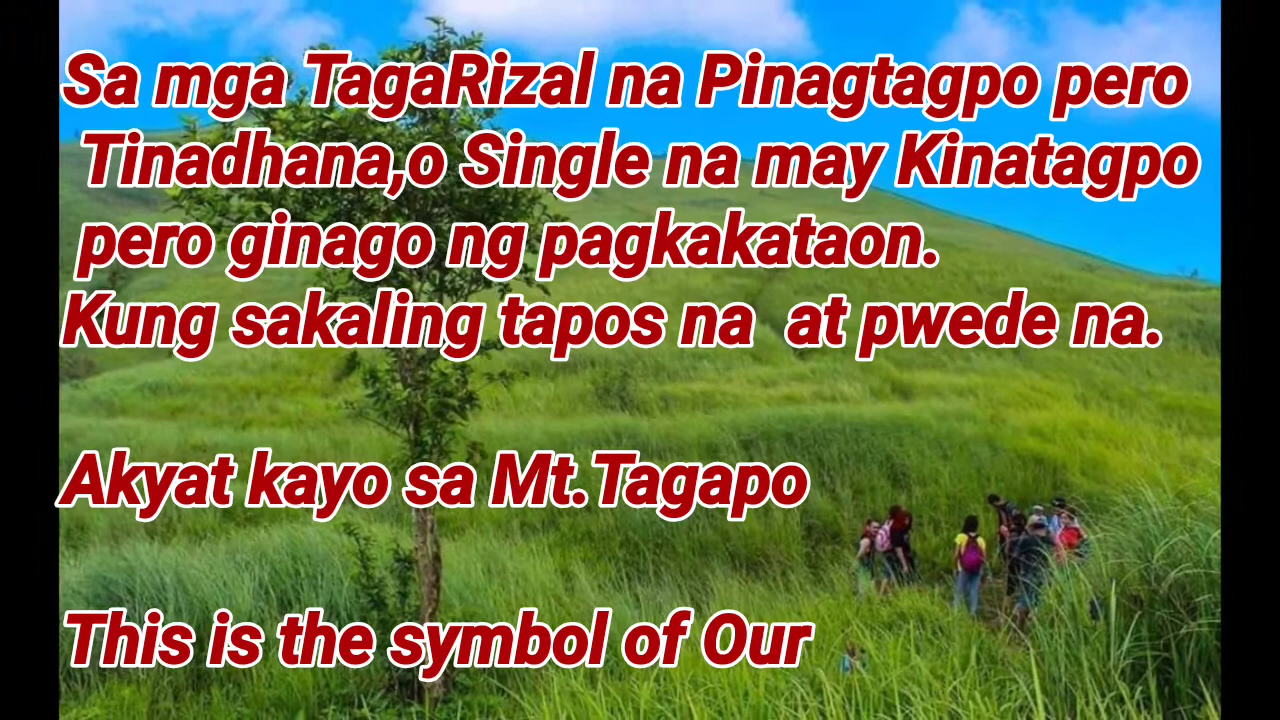 Sa mga TagaRizal na Pinagtagpo pero
Tinadhana,o Single na may Kinatagpo
pero ginago ng pagkakataon.
Kung sakaling tapos na at pwede na.
Akyat kayo sa Mt.Tagapo
This is the symbol of Our